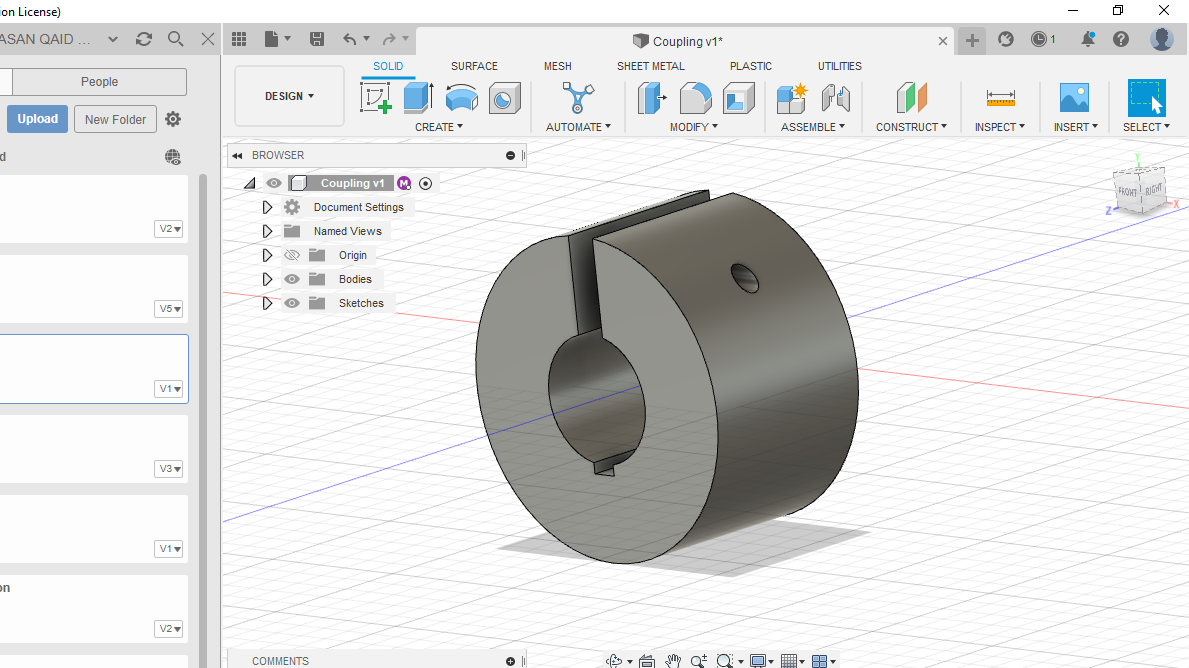 ion License)
ASAN QAID ...
Coupling v1*
1
People
SOLID
SURFACE
MESH
SHEET METAL
PLASTIC
UTILITIES
DESIGN
Upload
New Folder
CREATE
AUTOMATE
MODIFY
ASSEMBLE
CONSTRUCT
INSPECT
INSERT
SELECT
d
BROWSER
Coupling v1
M
Document Settings
Named Views
Origin
Bodies
Sketches
Y
FRONT
RIGHT
Z
X
V2
V5
V1
V3
V1
on
V2
COMMENTS